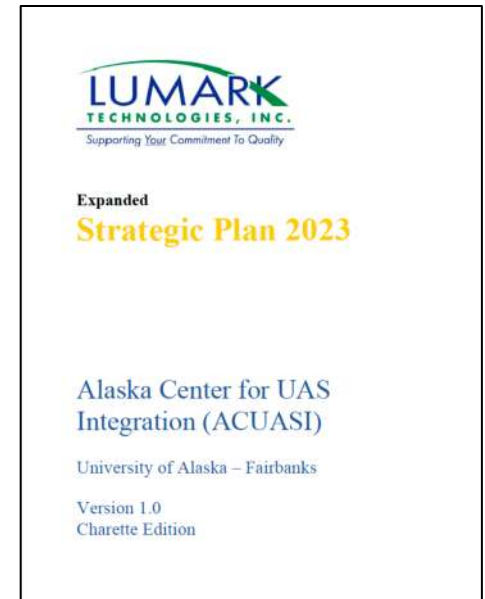 LUMARK
TECHNOLOGIES, INC.
Supporting Your Commitment To Quality
Expanded
Strategic Plan 2023
Alaska Center for UAS
Integration (ACUASI)
University of Alaska – Fairbanks
Version 1.0
Charette Edition